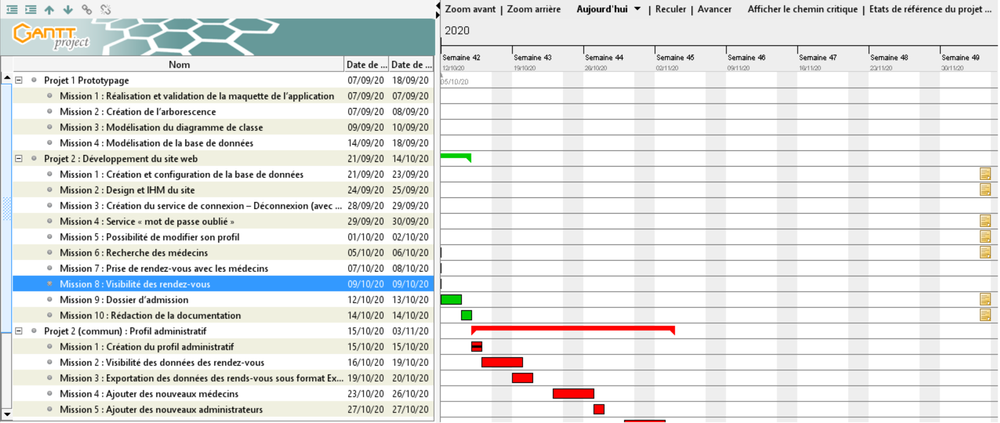 Zoom avant | Zoom arrière Aujourd'hui | Reculer | Avancer Afficher le chemin critique | Etats de référence du projet ...
GANTT
project
2020
Semaine 42 Semaine 43 Semaine 44 Semaine 45 Semaine 46 Semaine 47 Semaine 48 Semaine 49
12/10/20 19/10/20 26/10/20 02/11/20 09/11/20 16/11/20 23/11/20 30/11/20
05/10/20
Nom Date de ... Date de ...
Projet 1 Prototypage 07/09/20 18/09/20
Mission 1 : Réalisation et validation de la maquette de l'application 07/09/20 07/09/20
Mission 2 : Création de l'arborescence 07/09/20 08/09/20
Mission 3 : Modélisation du diagramme de classe 09/09/20 10/09/20
Mission 4 : Modélisation de la base de données 14/09/20 18/09/20
Projet 2 : Développement du site web 21/09/20 14/10/20
Mission 1 : Création et configuration de la base de données 21/09/20 23/09/20
Mission 2 : Design et IHM du site 24/09/20 25/09/20
Mission 3 : Création du service de connexion – Déconnexion (avec ... 28/09/20 29/09/20
Mission 4 : Service « mot de passe oublié » 29/09/20 30/09/20
Mission 5 : Possibilité de modifier son profil 01/10/20 02/10/20
Mission 6 : Recherche des médecins 05/10/20 06/10/20
Mission 7 : Prise de rendez-vous avec les médecins 07/10/20 08/10/20
Mission 8 : Visibilité des rendez-vous 09/10/20 09/10/20
Mission 9 : Dossier d'admission 12/10/20 13/10/20
Mission 10 : Rédaction de la documentation 14/10/20 14/10/20
Projet 2 (commun) : Profil administratif 15/10/20 03/11/20
Mission 1 : Création du profil administratif 15/10/20 15/10/20
Mission 2 : Visibilité des données des rendez-vous 16/10/20 19/10/20
Mission 3 : Exportation des données des rends-vous sous format Ex... 19/10/20 20/10/20
Mission 4 : Ajouter des nouveaux médecins 23/10/20 26/10/20
Mission 5 : Ajouter des nouveaux administrateurs 27/10/20 27/10/20